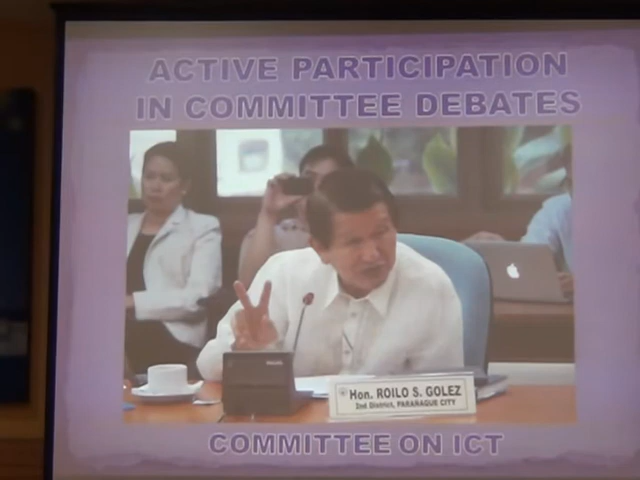 ACTIVE PARTICIPATION
IN COMMITTEE DEBATES
Hon. ROILO S. GOLEZ
2nd District, PARAÑAQUE CITY
COMMITTEE ON ICT